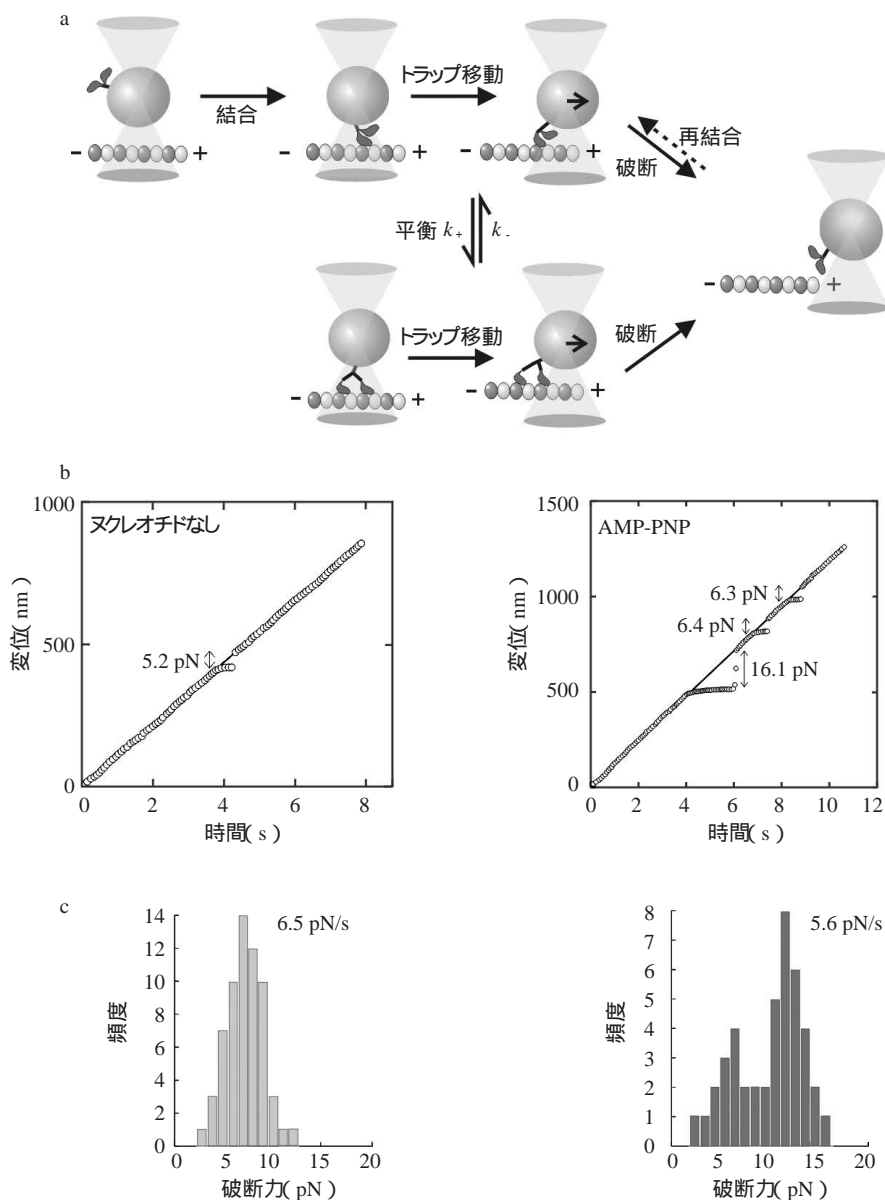 a
結合
トラップ移動
再結合
破断
- +
- +
- +
平衡 k+ k-
トラップ移動
破断
- +
- +
- +
b
1000
500
0
変位(nm)
ヌクレオチドなし
5.2 pN
0 2 4 6 8
時間(s)
1500
1000
500
0
変位(nm)
AMP-PNP
6.3 pN
6.4 pN
16.1 pN
0 2 4 6 8 10 12
時間(s)
c
14
12
10
8
6
4
2
0
頻度
6.5 pN/s
0 5 10 15 20
破断力(pN)
8
7
6
5
4
3
2
1
0
頻度
5.6 pN/s
0 5 10 15 20
破断力(pN)